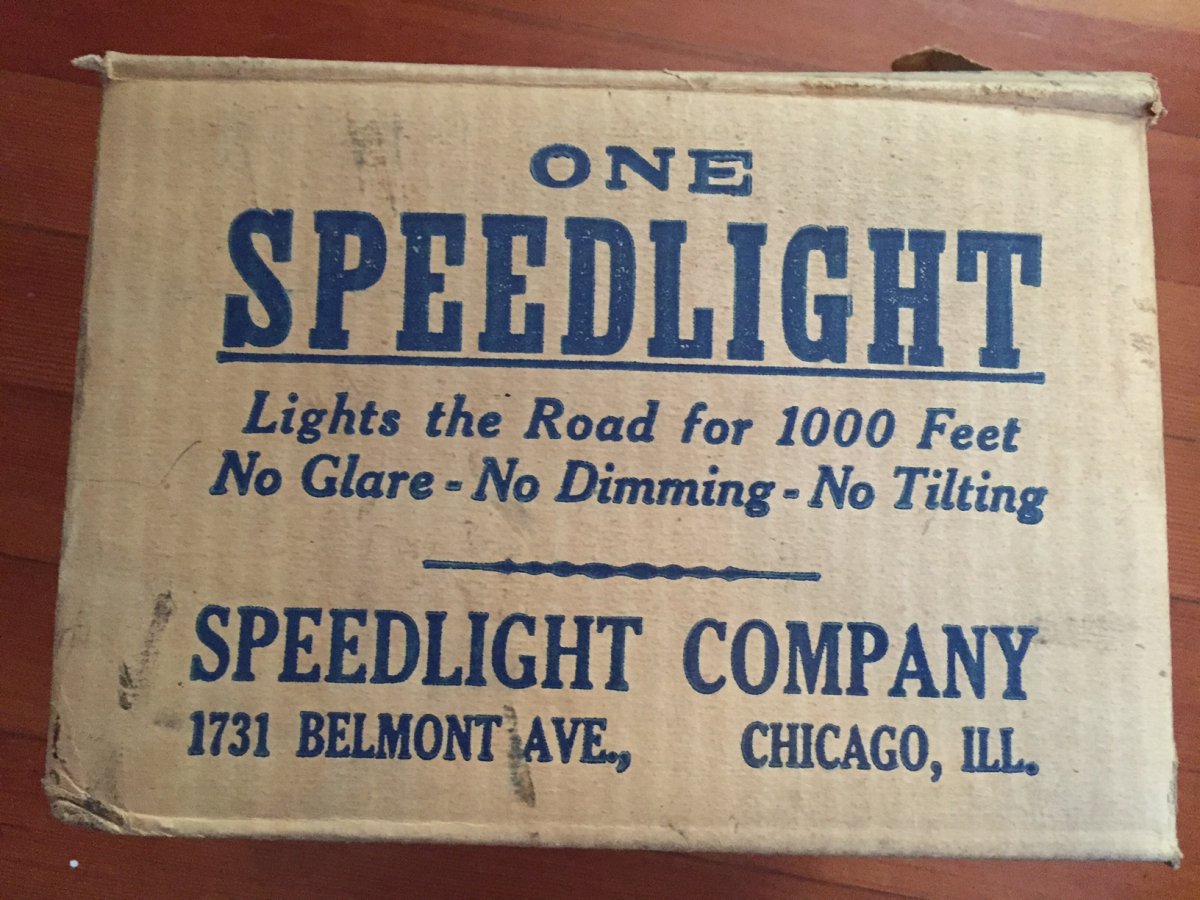 ONE
SPEEDLIGHT
Lights the Road for 1000 Feet
No Glare - No Dimming - No Tilting
SPEEDLIGHT COMPANY
1731 BELMONT AVE., CHICAGO, ILL.